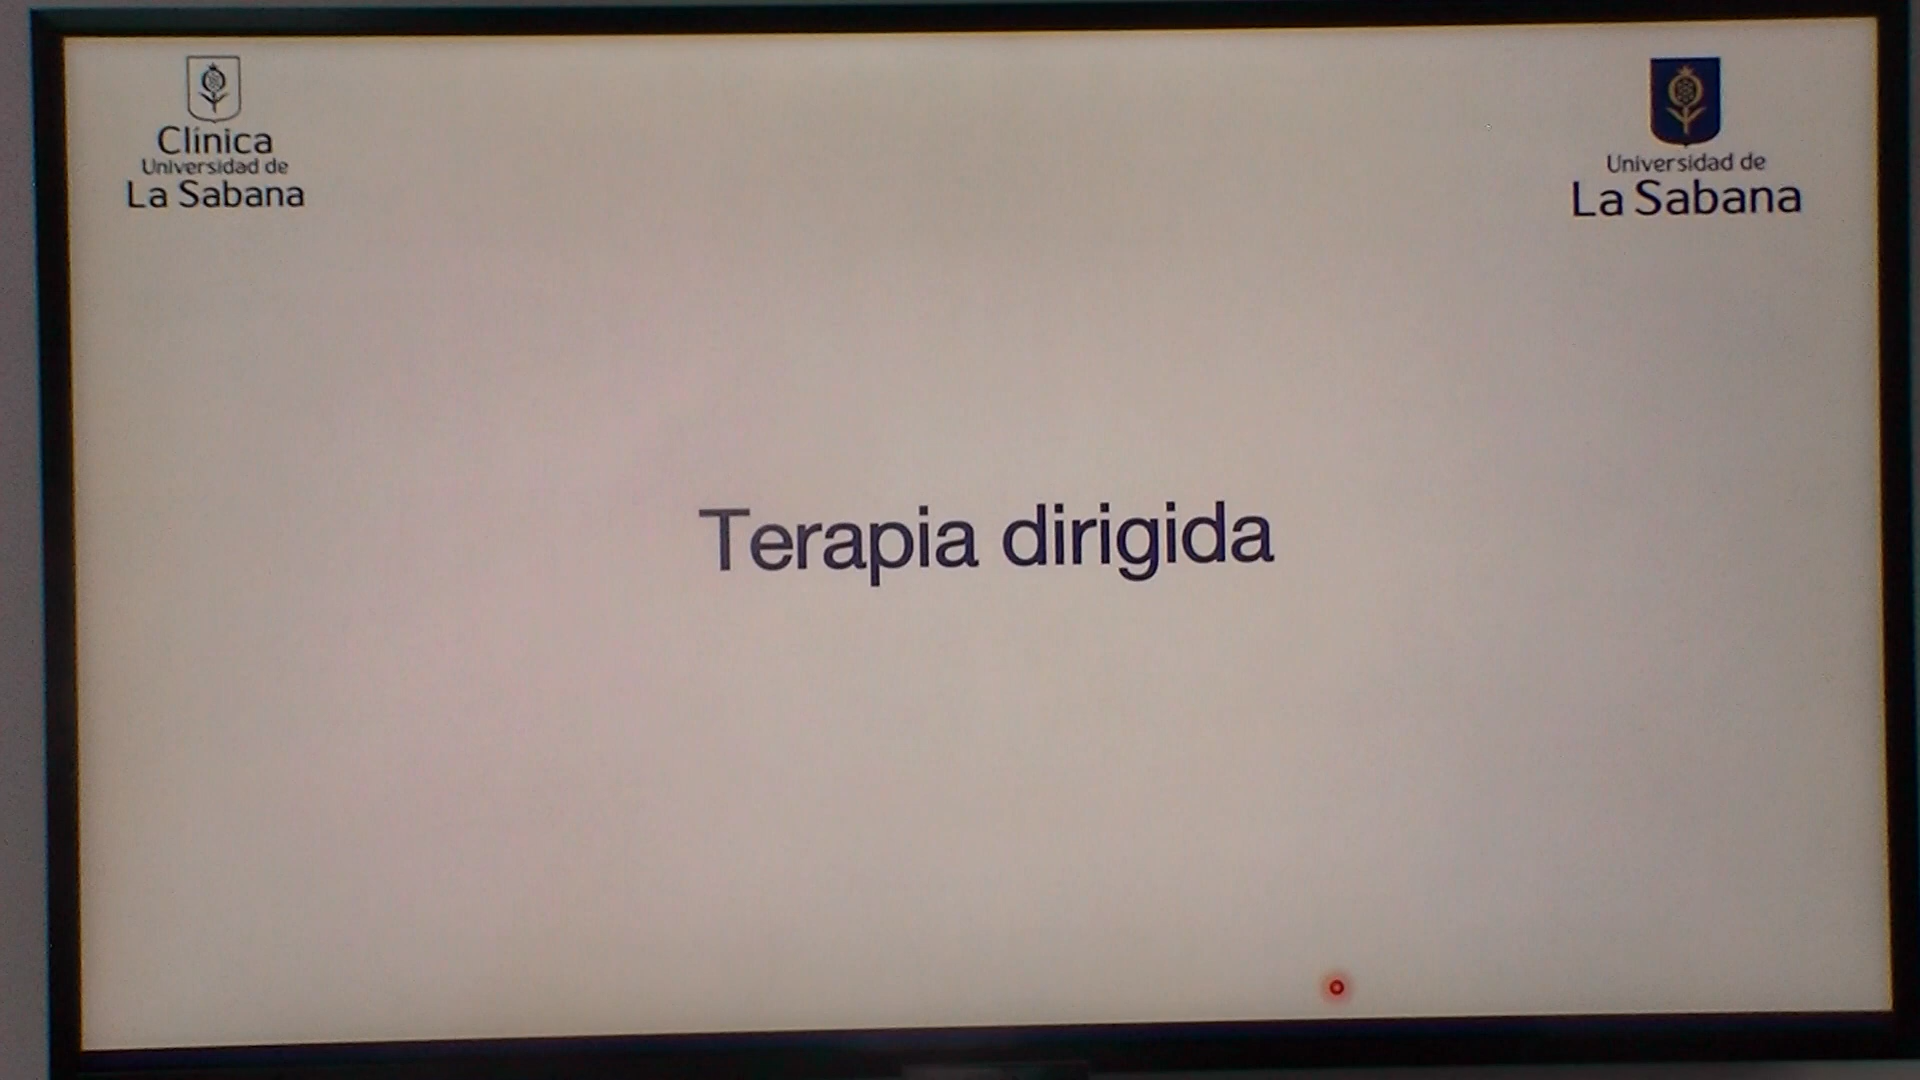 Clínica
Universidad de
La Sabana
Universidad de
La Sabana
Terapia dirigida